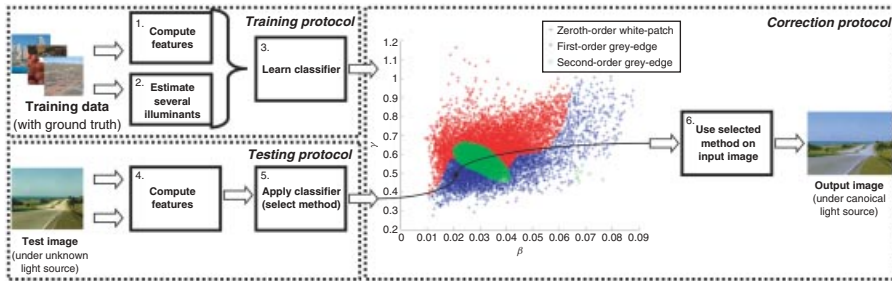 Training protocol
1.
Compute
features
2.
Estimate
several
illuminants
3.
Learn classifier
Training data
(with ground truth)
Testing protocol
4.
Compute
features
5.
Apply classifier
(select method)
Test image
(under unknown
light source)
Correction protocol
Zeroth-order white-patch
First-order grey-edge
Second-order grey-edge
1.2
1.1
1
0.9
0.8
0.7
0.6
0.5
0.4
0.3
0.2
γ
0 0.01 0.02 0.03 0.04 0.05 0.06 0.07 0.08 0.09
β
6.
Use selected
method on
input image
Output image
(under canoical
light source)